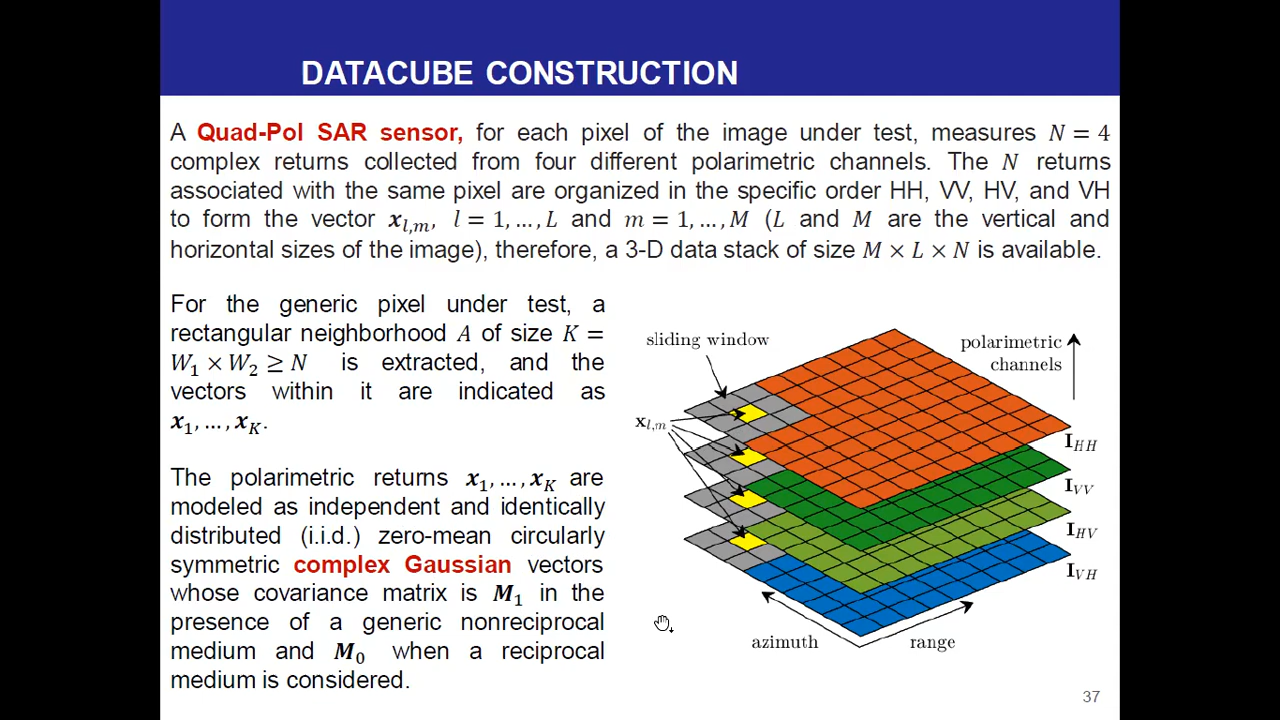 DATACUBE CONSTRUCTION
A Quad-Pol SAR sensor, for each pixel of the image under test, measures N = 4
complex returns collected from four different polarimetric channels. The N returns
associated with the same pixel are organized in the specific order HH, VV, HV, and VH
to form the vector x_{l,m}, l = 1, ..., L and m = 1, ..., M (L and M are the vertical and
horizontal sizes of the image), therefore, a 3-D data stack of size M × L × N is available.
For the generic pixel under test, a
rectangular neighborhood A of size K =
W₁ × W₂ ≥ N is extracted, and the
vectors within it are indicated as
x₁, ..., x_K.
The polarimetric returns x₁, ..., x_K are
modeled as independent and identically
distributed (i.i.d.) zero-mean circularly
symmetric complex Gaussian vectors
whose covariance matrix is M₁ in the
presence of a generic nonreciprocal
medium and M₀ when a reciprocal
medium is considered.
sliding window
polarimetric
channels
x_{l,m}
I_{HH}
I_{VV}
I_{HV}
I_{VH}
azimuth
range
37